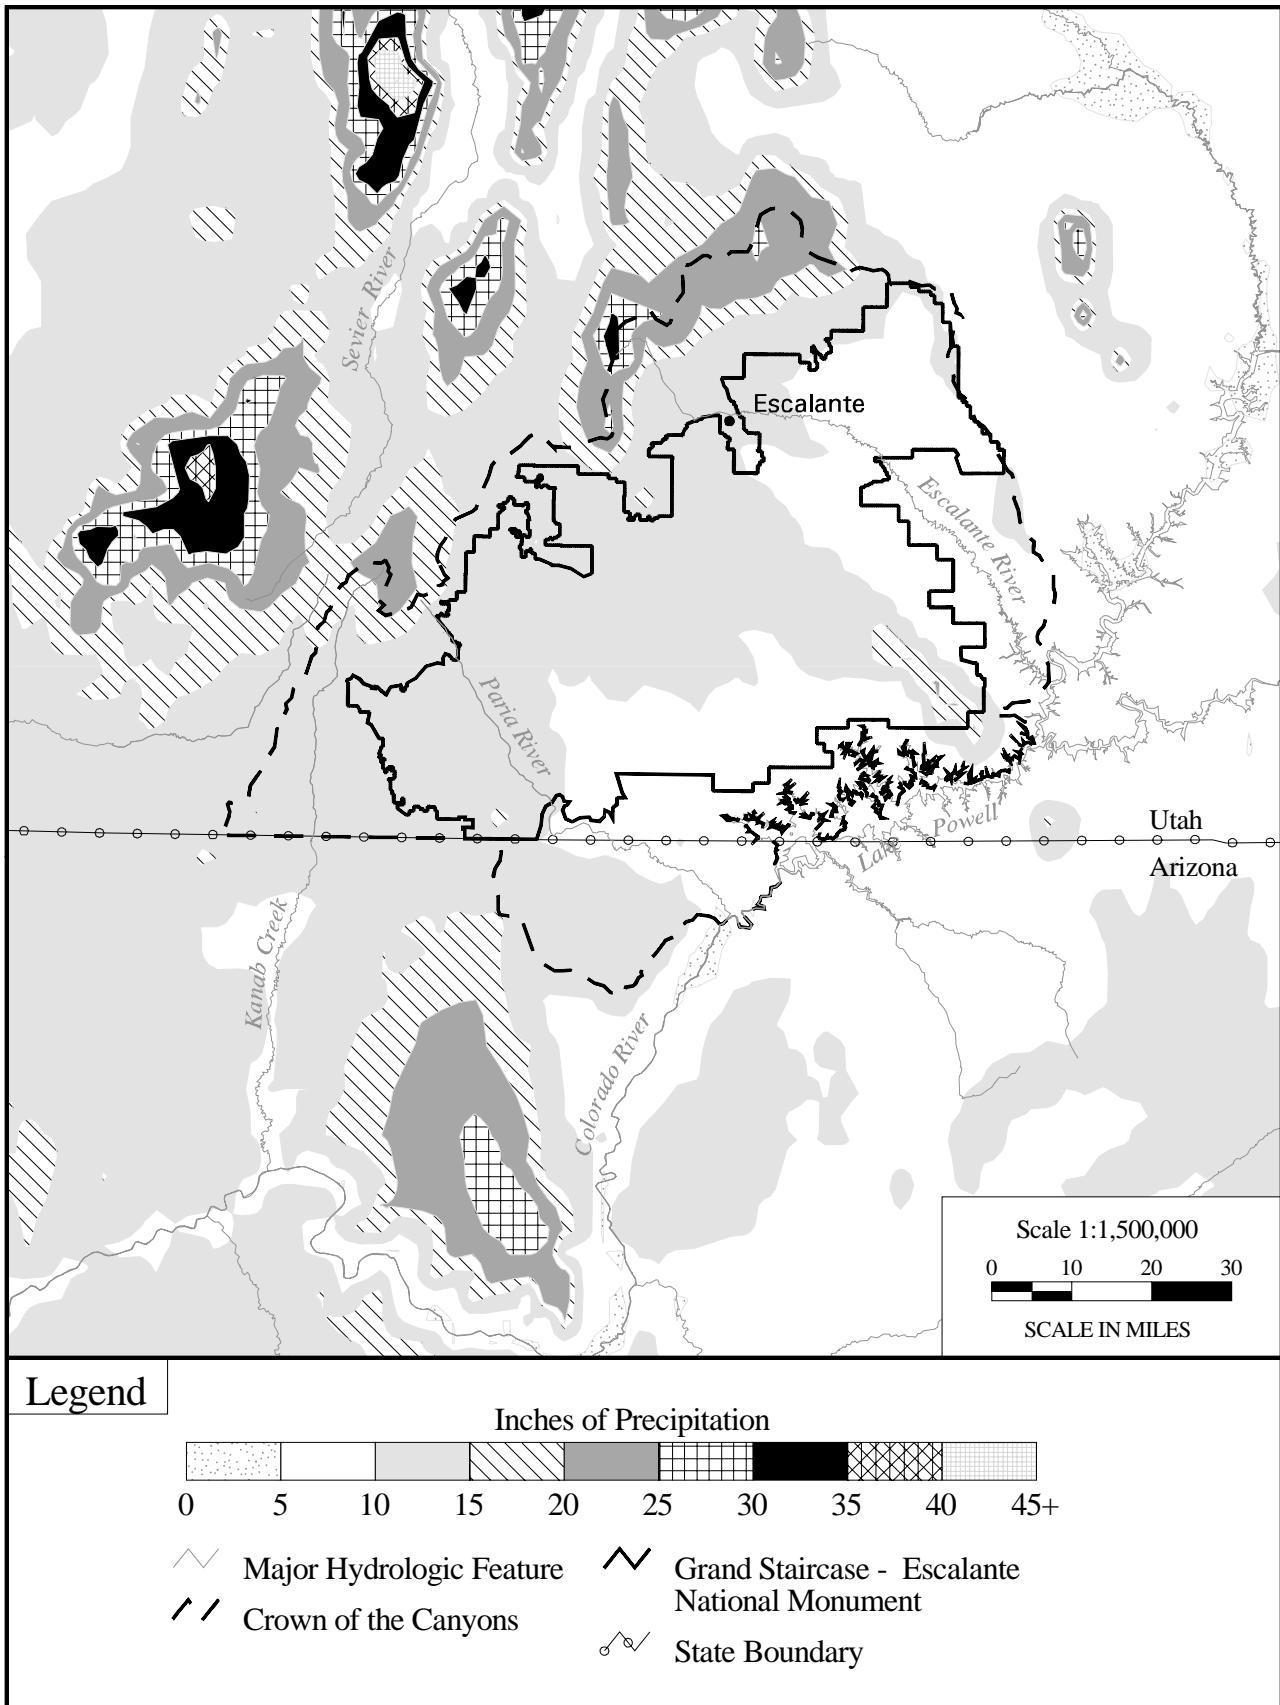 Sevier River
Escalante
Escalante River
Paria River
Utah
Lake Powell
Arizona
Kanab Creek
Colorado River
Scale 1:1,500,000
0 10 20 30
SCALE IN MILES
Legend
Inches of Precipitation
0 5 10 15 20 25 30 35 40 45+
Major Hydrologic Feature
Crown of the Canyons
Grand Staircase - Escalante
National Monument
State Boundary